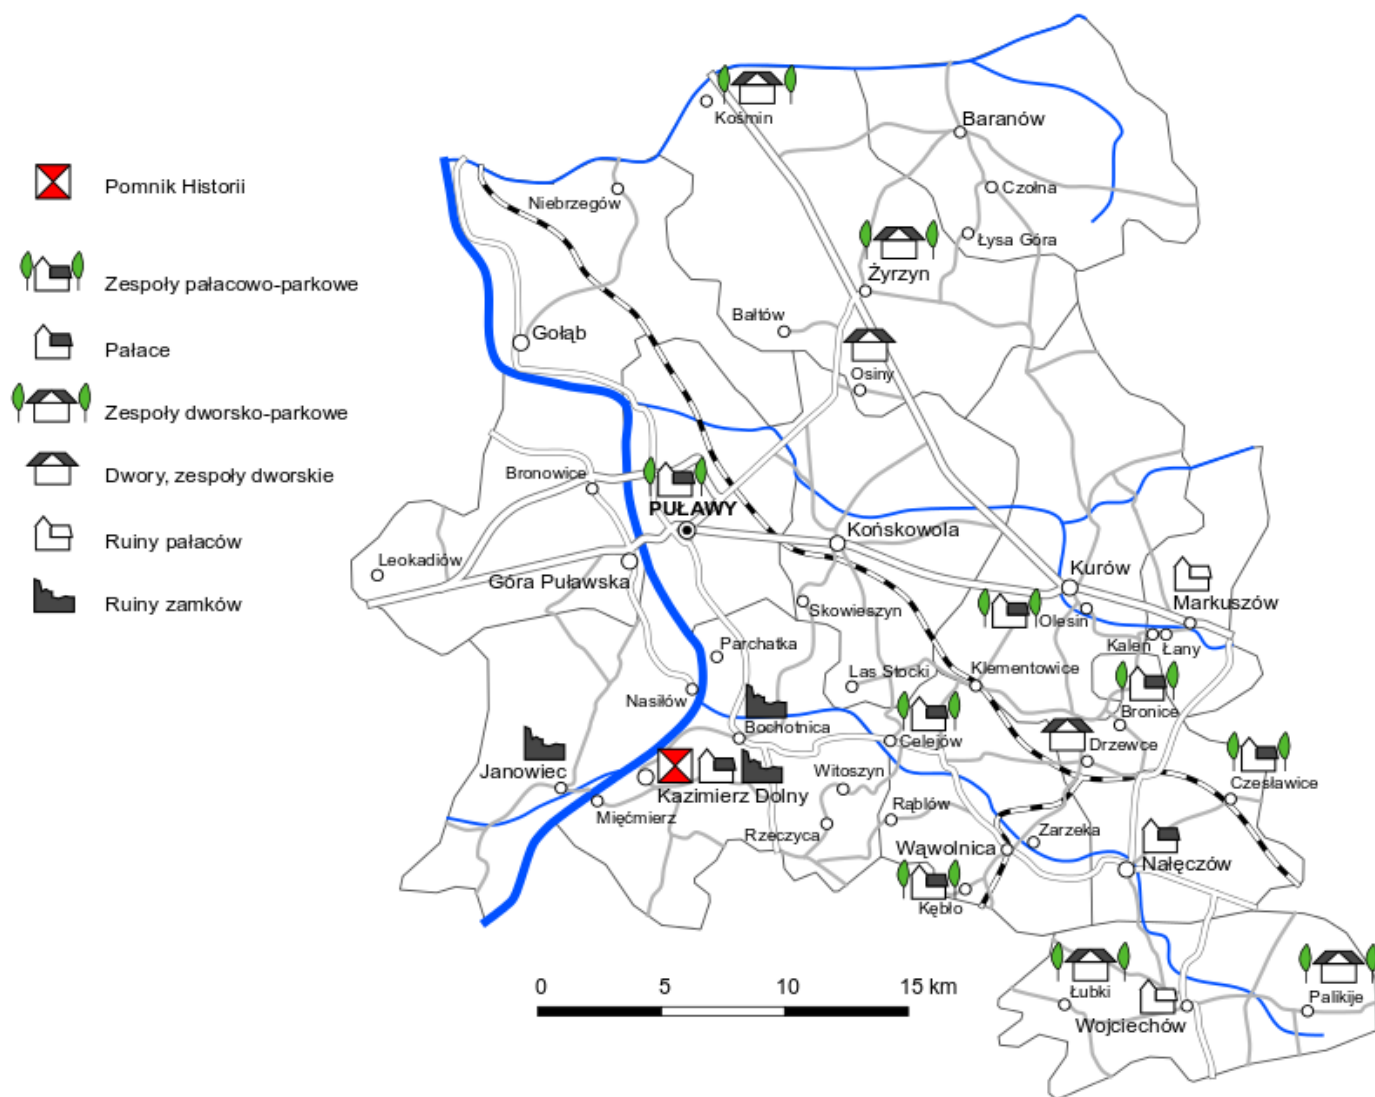 Pomnik Historii
Zespoły pałacowo-parkowe
Pałace
Zespoły dworsko-parkowe
Dwory, zespoły dworskie
Ruiny pałaców
Ruiny zamków
Kośmin
Baranów
Czołna
Niebrzegów
Łysa Góra
Żyrzyn
Bałtów
Gołąb
Osiny
Bronowice
PUŁAWY
Końskowola
Leokadiów
Góra Puławska
Kurów
Markuszów
Skowieszyn
Olesin
Kaleń
Łany
Parchatka
Las Stocki
Klementowice
Nasiłów
Bochotnica
Celejów
Bronice
Drzewce
Janowiec
Witoszyn
Czesławice
Kazimierz Dolny
Mięćmierz
Rąblów
Rzeczyca
Zarzeka
Wąwolnica
Nałęczów
Kębło
0 5 10 15 km
Łubki
Palikije
Wojciechów